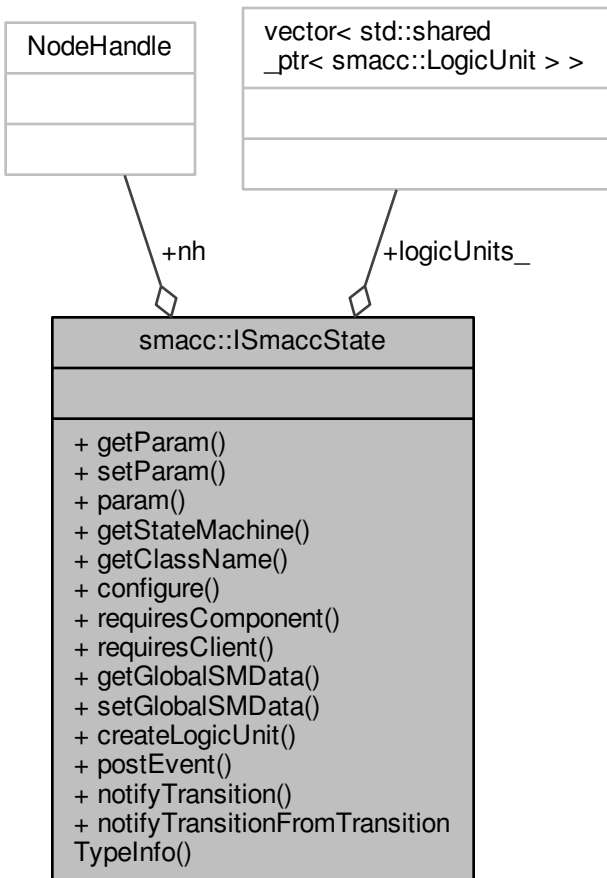 NodeHandle
vector< std::shared
_ptr< smacc::LogicUnit > >
+nh
+logicUnits_
smacc::ISmaccState
+ getParam()
+ setParam()
+ param()
+ getStateMachine()
+ getClassName()
+ configure()
+ requiresComponent()
+ requiresClient()
+ getGlobalSMData()
+ setGlobalSMData()
+ createLogicUnit()
+ postEvent()
+ notifyTransition()
+ notifyTransitionFromTransition
TypeInfo()